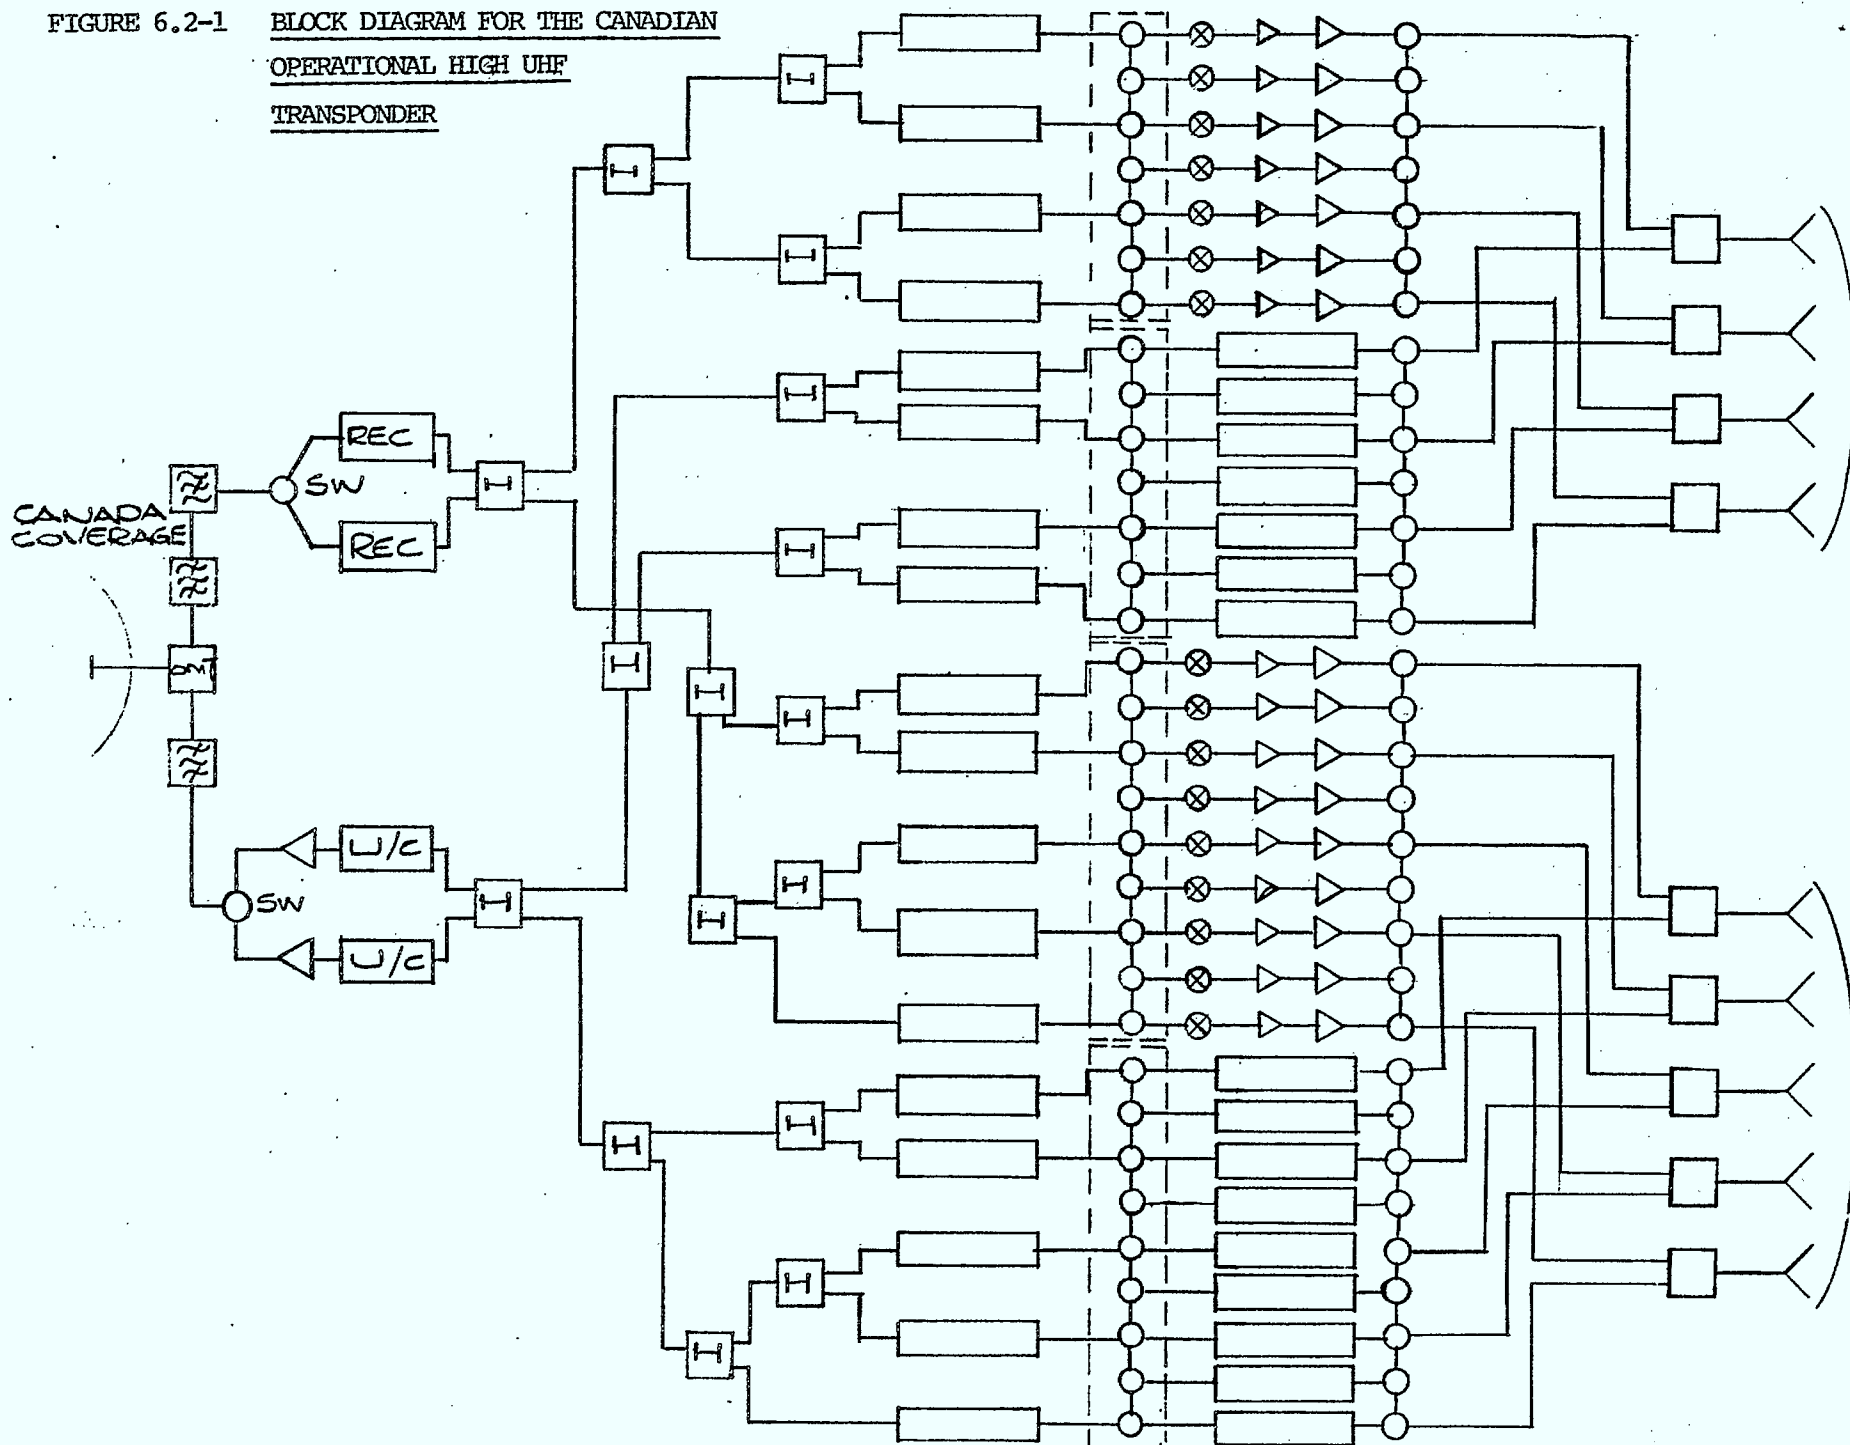 FIGURE 6.2-1 BLOCK DIAGRAM FOR THE CANADIAN
OPERATIONAL HIGH UHF
TRANSPONDER
REC
SW
CANADA
COVERAGE
REC
U/C
SW
U/C